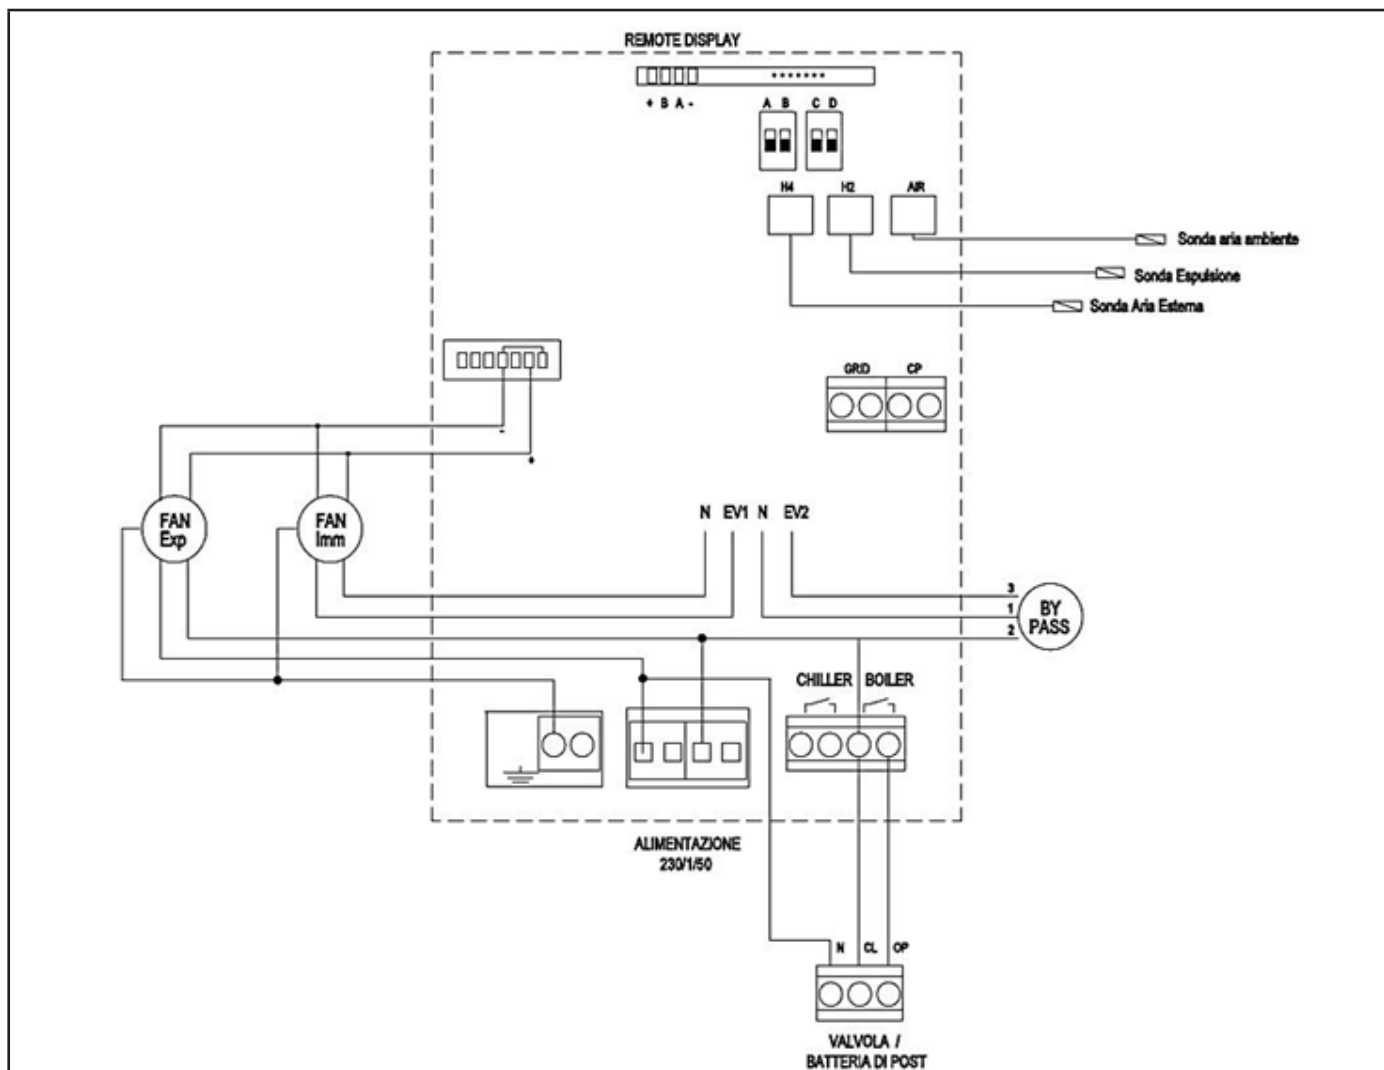 REMOTE DISPLAY
+ B A -
A B C D
H4 H2 AIR
Sonda aria ambiente
Sonda Espulsione
Sonda Aria Esterna
GRID CP
-
+
FAN
Exp
FAN
Imm
N EV1 N EV2
3
1
2
BY
PASS
CHILLER BOILER
ALIMENTAZIONE
230/1/50
N CL OP
VALVOLA /
BATTERIA DI POST